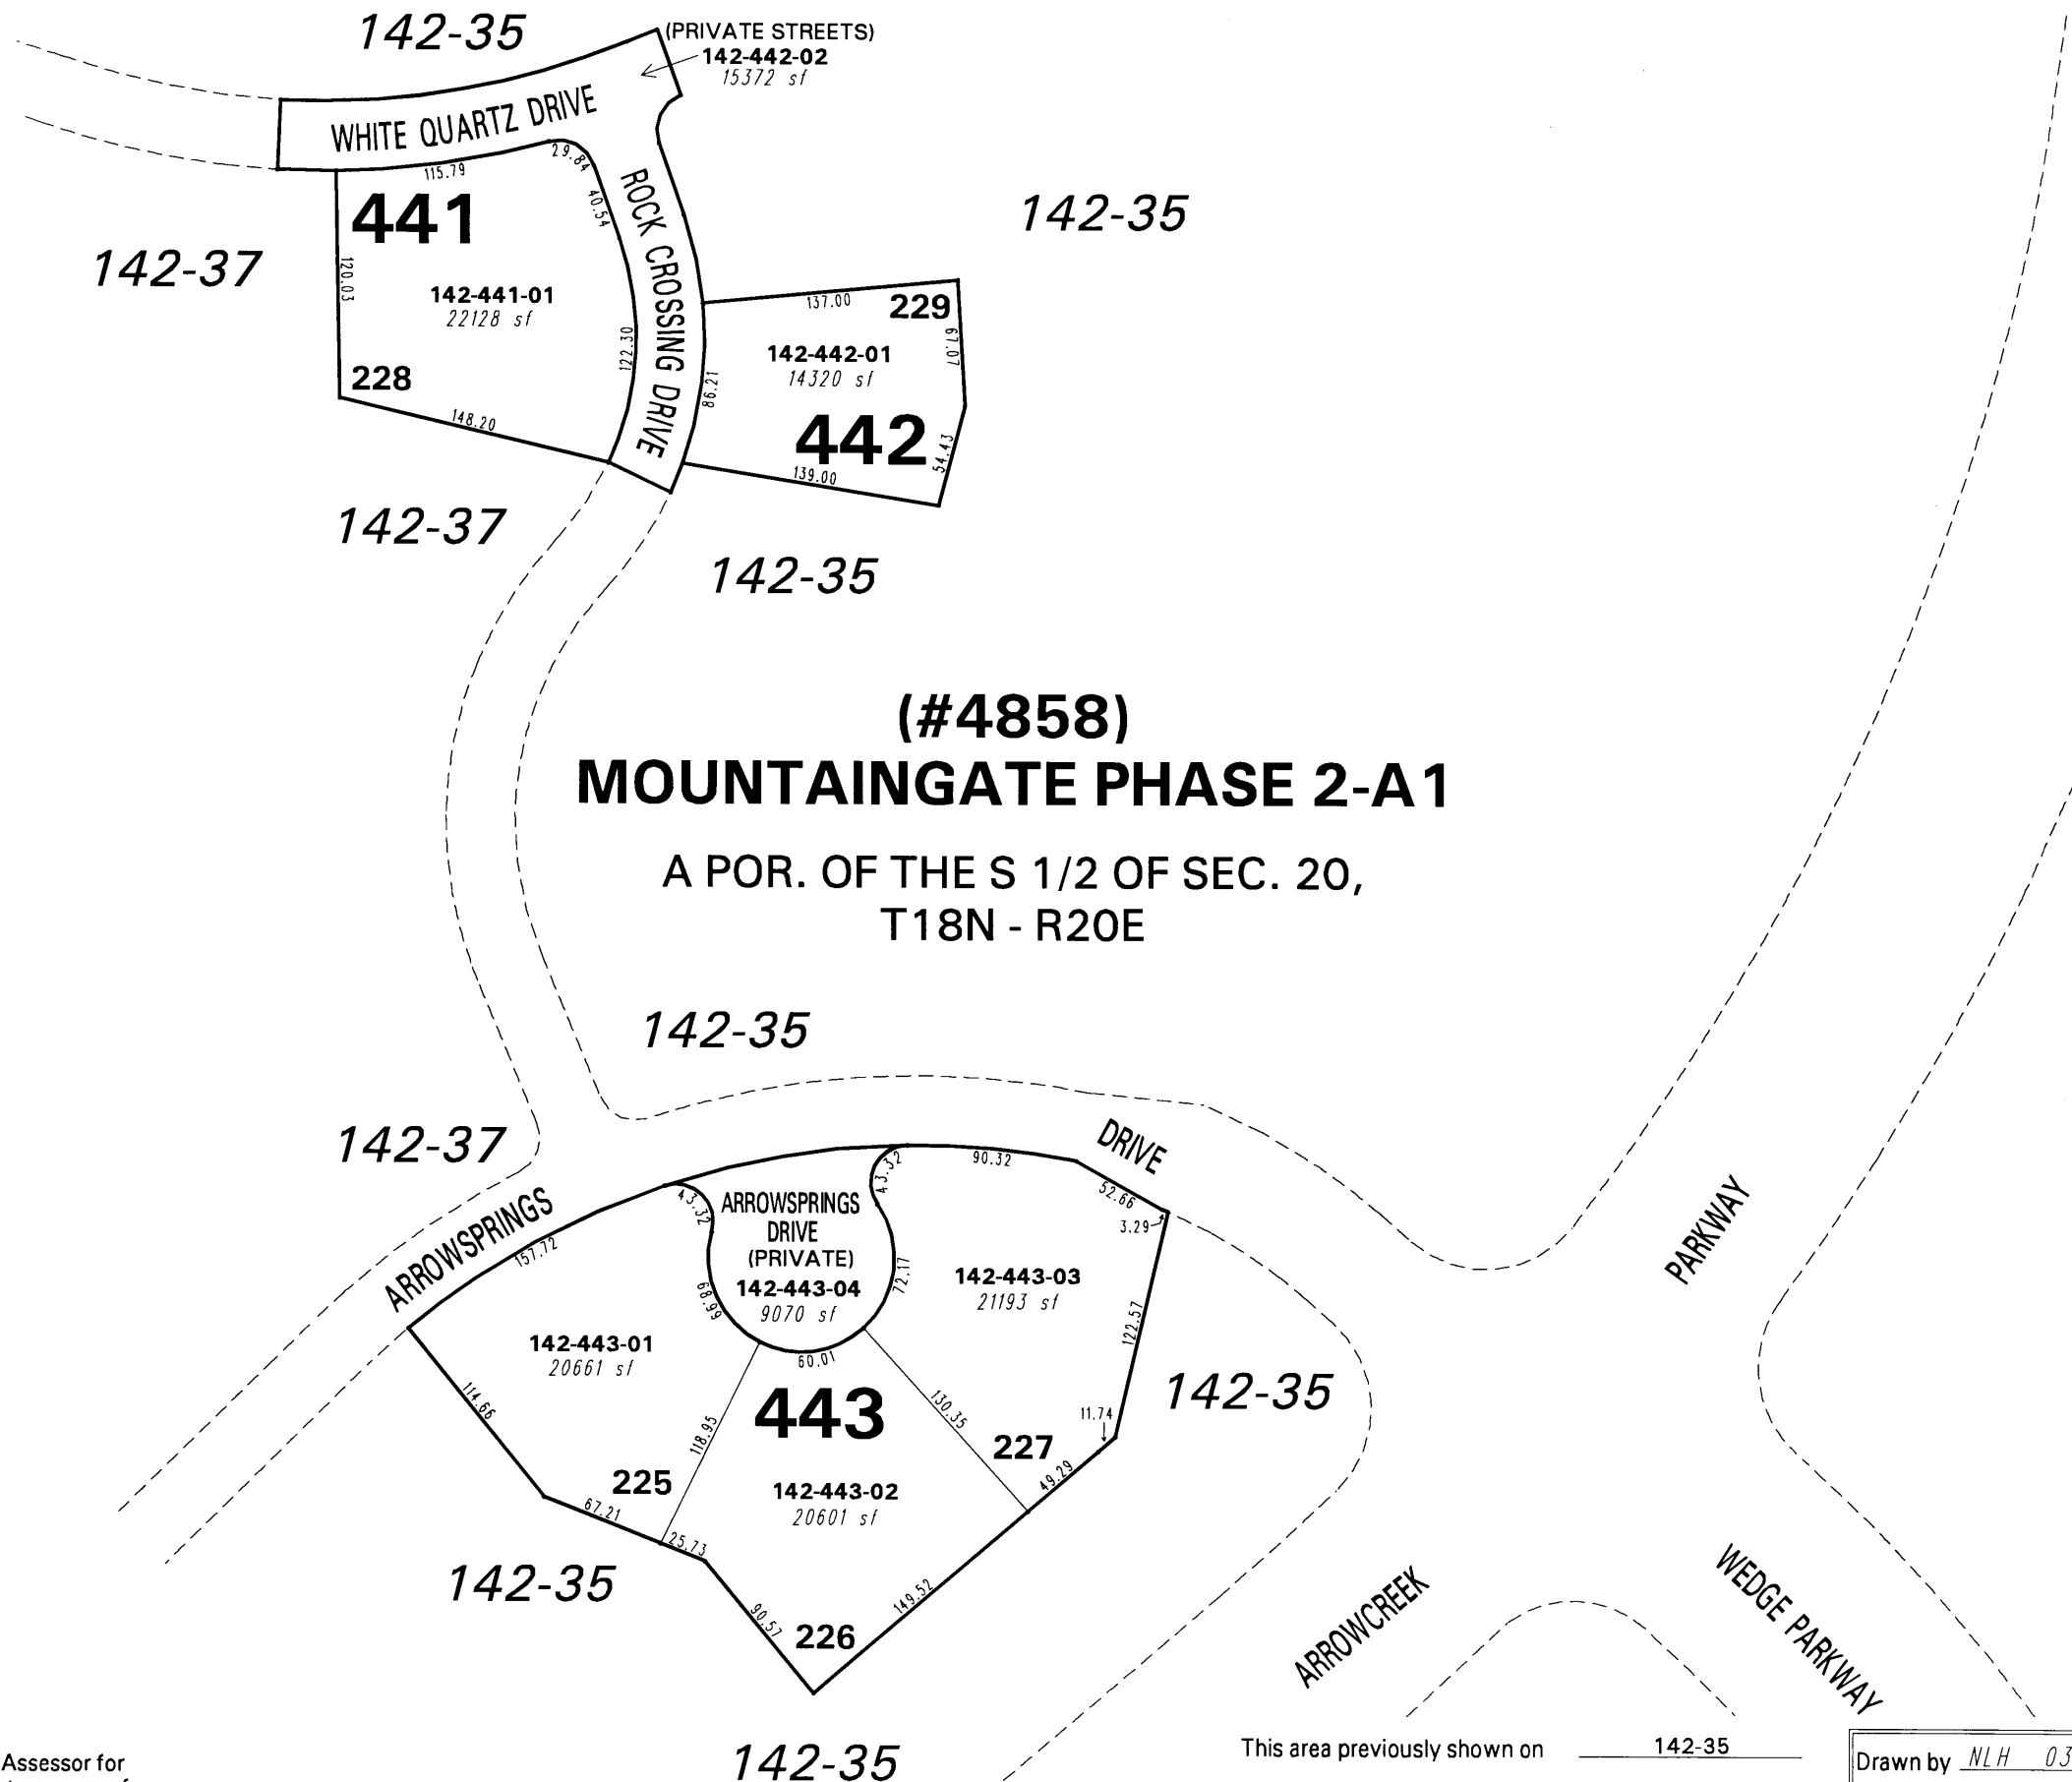 142-35
(PRIVATE STREETS)
142-442-02
15372 sf
WHITE QUARTZ DRIVE
29.84
115.79
40.54
ROCK CROSSING DRIVE
441
142-35
142-37
120.03
142-441-01
22128 sf
137.00
229
67.07
122.30
142-442-01
14320 sf
228
86.21
148.20
442
54.43
139.00
142-37
142-35
(#4858)
MOUNTAINGATE PHASE 2-A1
A POR. OF THE S 1/2 OF SEC. 20,
T18N - R20E
142-35
142-37
DRIVE
43.32
90.32
43.32
52.66
3.29
ARROWSPRINGS
DRIVE
(PRIVATE)
142-443-04
9070 sf
ARROWSPRINGS
157.72
68.99
72.17
142-443-03
21193 sf
PARKWAY
122.57
142-443-01
20661 sf
60.01
114.66
443
130.35
142-35
11.74
118.95
227
225
49.29
142-443-02
20601 sf
67.21
25.73
142-35
149.52
90.57
226
ARROWCREEK
WEDGE PARKWAY
142-35
This area previously shown on 142-35
Drawn by NLH 03
Assessor for